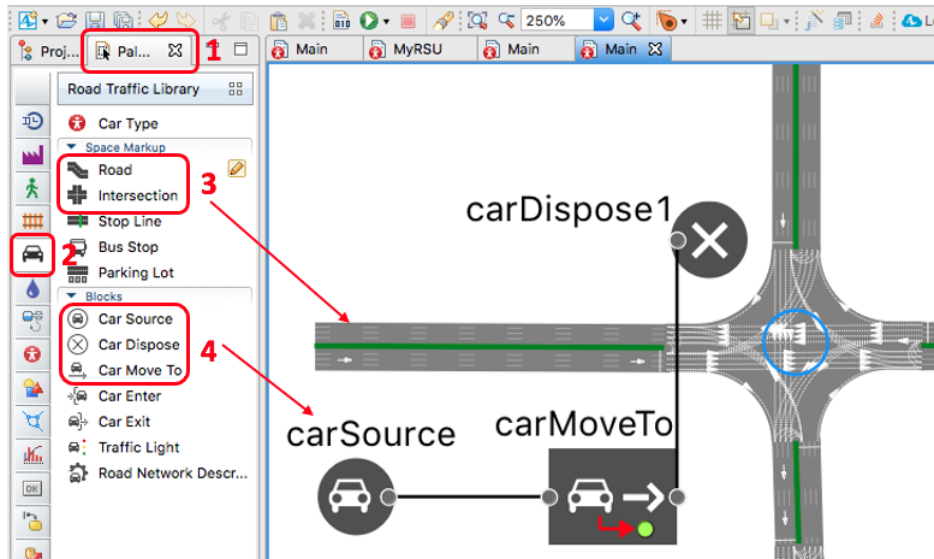 250%
Proj...
Pal...
1
Main
MyRSU
Main
Main
Road Traffic Library
Car Type
Space Markup
Road
Intersection
3
Stop Line
2
Bus Stop
Parking Lot
Blocks
Car Source
Car Dispose
4
Car Move To
Car Enter
Car Exit
Traffic Light
Road Network Descr...
OK
carDispose1
carSource
carMoveTo